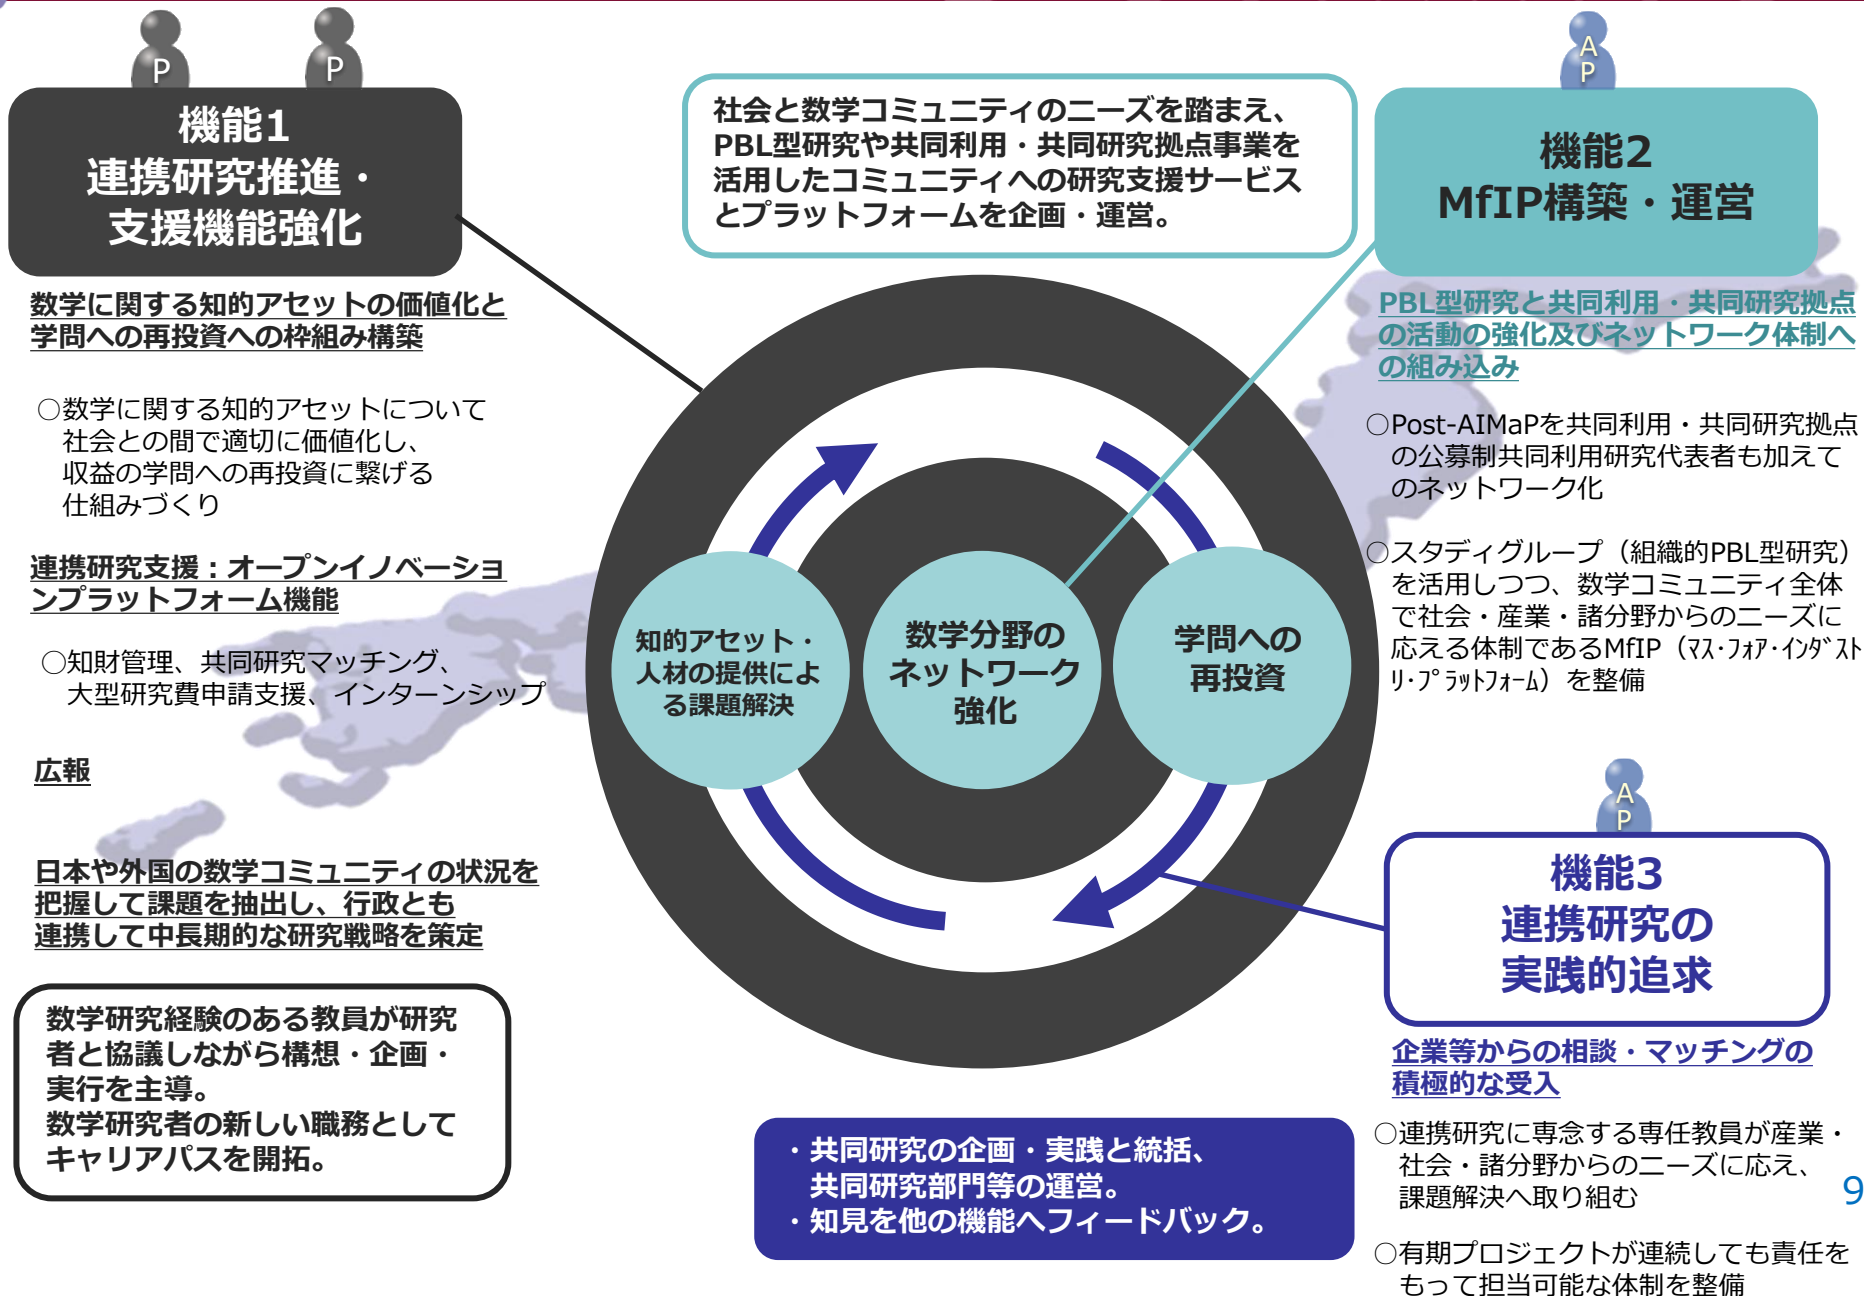 P
P
機能1
連携研究推進・
支援機能強化
数学に関する知的アセットの価値化と
学問への再投資への枠組み構築
○数学に関する知的アセットについて
社会との間で適切に価値化し、
収益の学問への再投資に繋げる
仕組みづくり
連携研究支援：オープンイノベーショ
ンプラットフォーム機能
○知財管理、共同研究マッチング、
大型研究費申請支援、インターンシップ
広報
日本や外国の数学コミュニティの状況を
把握して課題を抽出し、行政とも
連携して中長期的な研究戦略を策定
数学研究経験のある教員が研究
者と協議しながら構想・企画・
実行を主導。
数学研究者の新しい職務として
キャリアパスを開拓。
社会と数学コミュニティのニーズを踏まえ、
PBL型研究や共同利用・共同研究拠点事業を
活用したコミュニティへの研究支援サービス
とプラットフォームを企画・運営。
知的アセット・
人材の提供によ
る課題解決
数学分野の
ネットワーク
強化
学問への
再投資
・共同研究の企画・実践と統括、
共同研究部門等の運営。
・知見を他の機能へフィードバック。
A
P
機能2
MfIP構築・運営
PBL型研究と共同利用・共同研究拠点
の活動の強化及びネットワーク体制へ
の組み込み
○Post-AIMaPを共同利用・共同研究拠点
の公募制共同利用研究代表者も加えて
のネットワーク化
○スタディグループ（組織的PBL型研究）
を活用しつつ、数学コミュニティ全体
で社会・産業・諸分野からのニーズに
応える体制であるMfIP（ﾏｽ･ﾌｫｱ･ｲﾝﾀﾞｽﾄ
ﾘ･ﾌﾟﾗｯﾄﾌｫｰﾑ）を整備
A
P
機能3
連携研究の
実践的追求
企業等からの相談・マッチングの
積極的な受入
○連携研究に専念する専任教員が産業・
社会・諸分野からのニーズに応え、
課題解決へ取り組む
○有期プロジェクトが連続しても責任を
もって担当可能な体制を整備
9